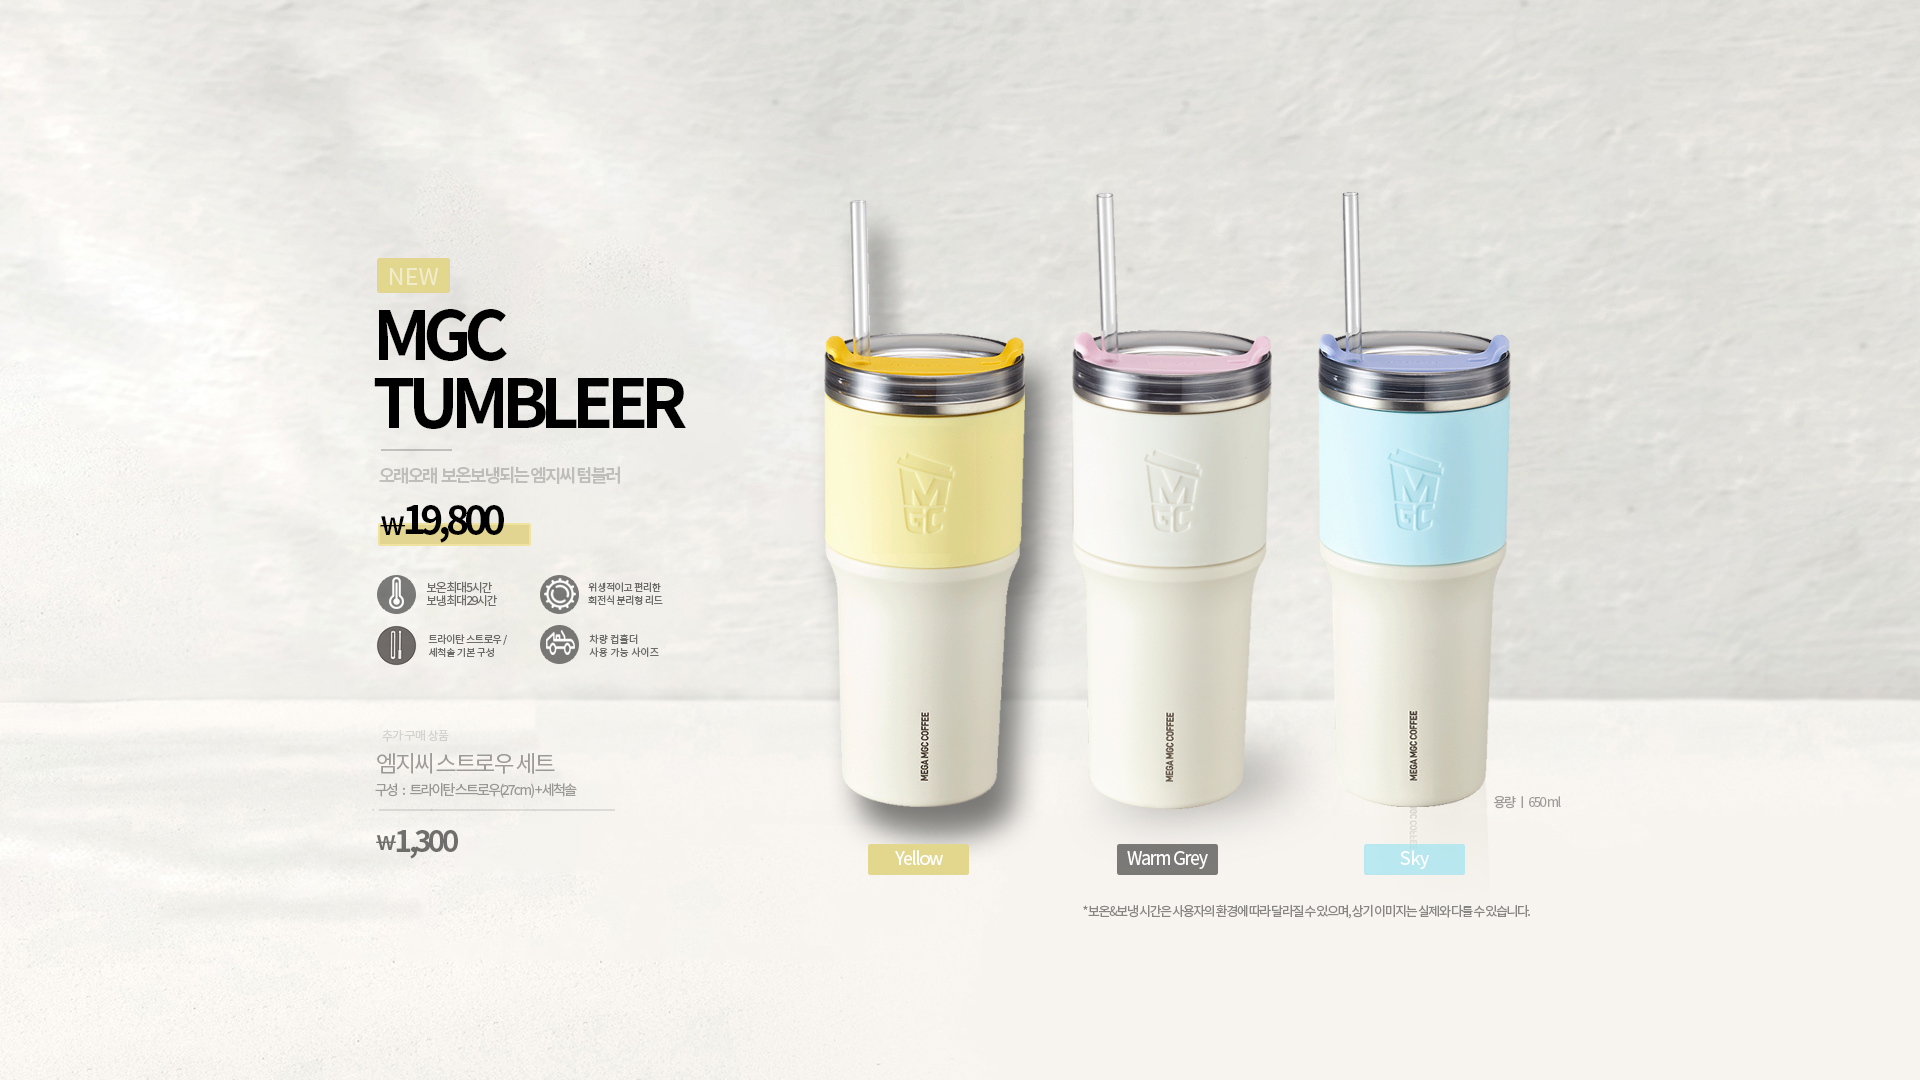 NEW
MGC
TUMBLEER
오래오래 보온보냉되는 엠지씨 텀블러
₩19,800
보온 최대 5시간
보냉 최대 29시간
위생적이고 편리한
회전식 분리형 리드
트라이탄 스트로우 /
세척솔 기본 구성
차량 컵홀더
사용 가능 사이즈
추가 구매 상품
엠지씨 스트로우 세트
구성 : 트라이탄 스트로우(27cm)+세척솔
₩1,300
M
GC
MEGA MGC COFFEE
Yellow
M
GC
MEGA MGC COFFEE
Warm Grey
M
GC
MEGA MGC COFFEE
Sky
용량 | 650 ml
*보온&보냉 시간은 사용자의 환경에 따라 달라질 수 있으며, 상기 이미지는 실제와 다를 수 있습니다.